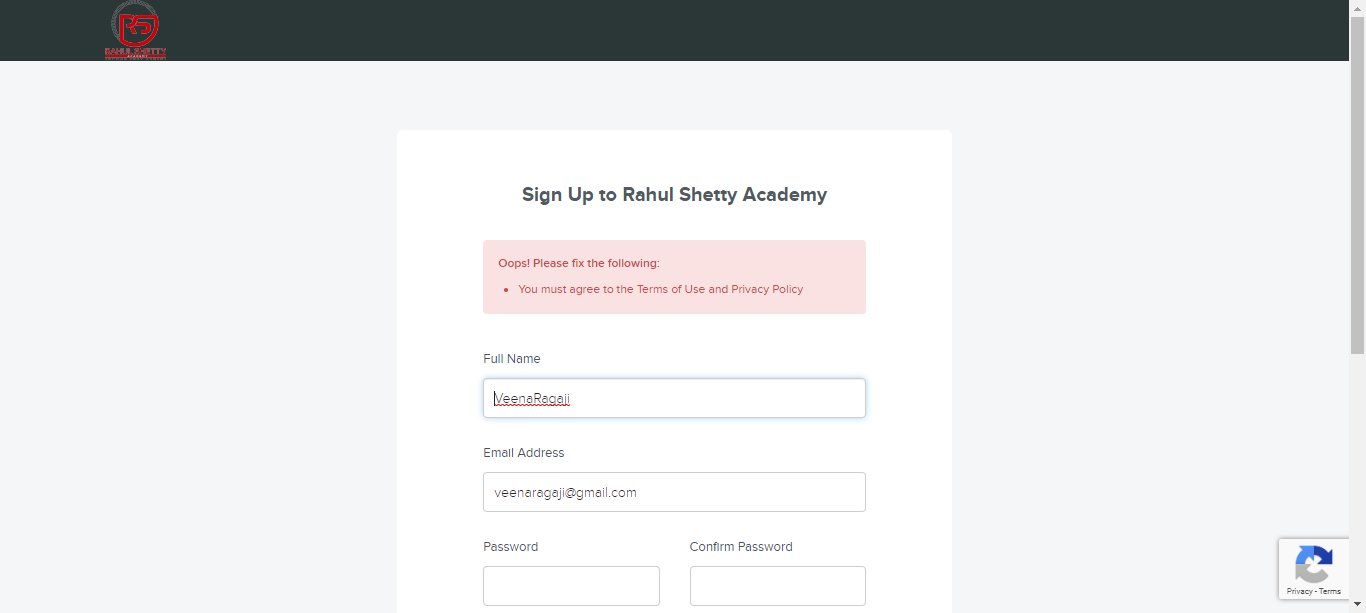 RAHUL SHETTY
Sign Up to Rahul Shetty Academy
Oops! Please fix the following:
You must agree to the Terms of Use and Privacy Policy
Full Name
VeenaRagaji
Email Address
veenaragaji@gmail.com
Password Confirm Password
Privacy - Terms